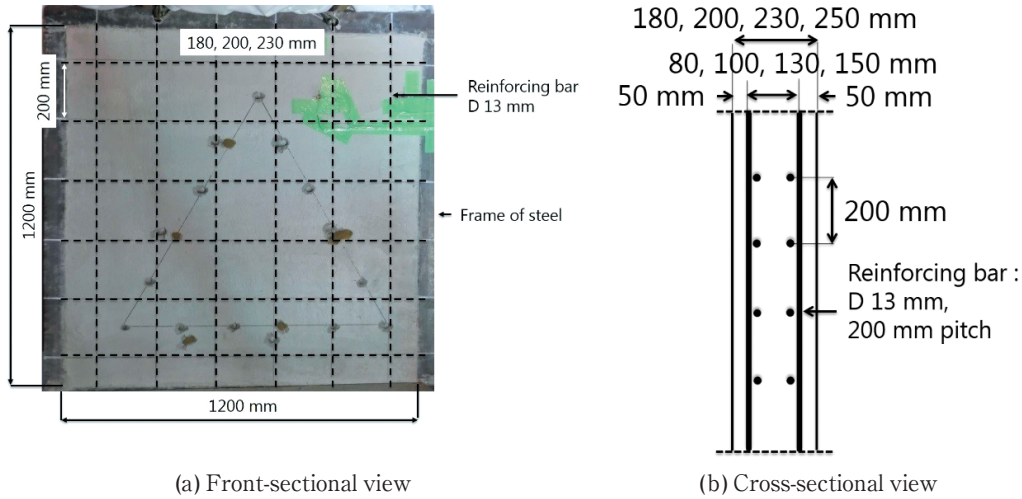 180, 200, 230 mm
200 mm
1200 mm
Reinforcing bar
D 13 mm
Frame of steel
1200 mm
(a) Front-sectional view
180, 200, 230, 250 mm
80, 100, 130, 150 mm
50 mm
50 mm
200 mm
Reinforcing bar :
D 13 mm,
200 mm pitch
(b) Cross-sectional view